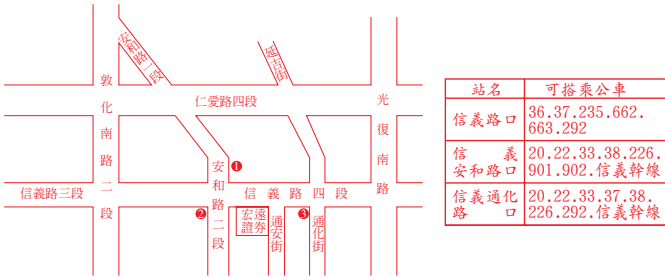 安和路一段
延吉街
敦化南路二段
仁愛路四段
光復南路
❶
安和路二段
信義路三段
信義路四段
❷
宏遠
證券
通安街
❸
通化街
站名 可搭乘公車
信義路口 36.37.235.662.
663.292
信義
安和路口 20.22.33.38.226.
901.902.信義幹線
信義通化
路口 20.22.33.37.38.
226.292.信義幹線